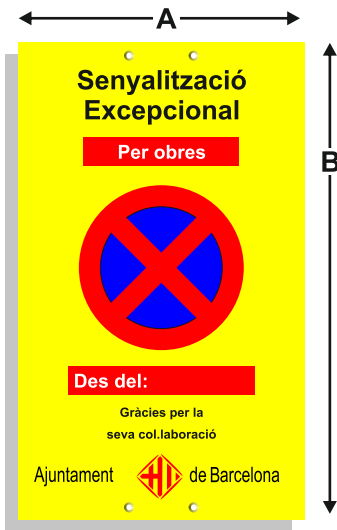 A
Senyalització
Excepcional
Per obres
B
Des del:
Gràcies per la
seva col.laboració
Ajuntament de Barcelona